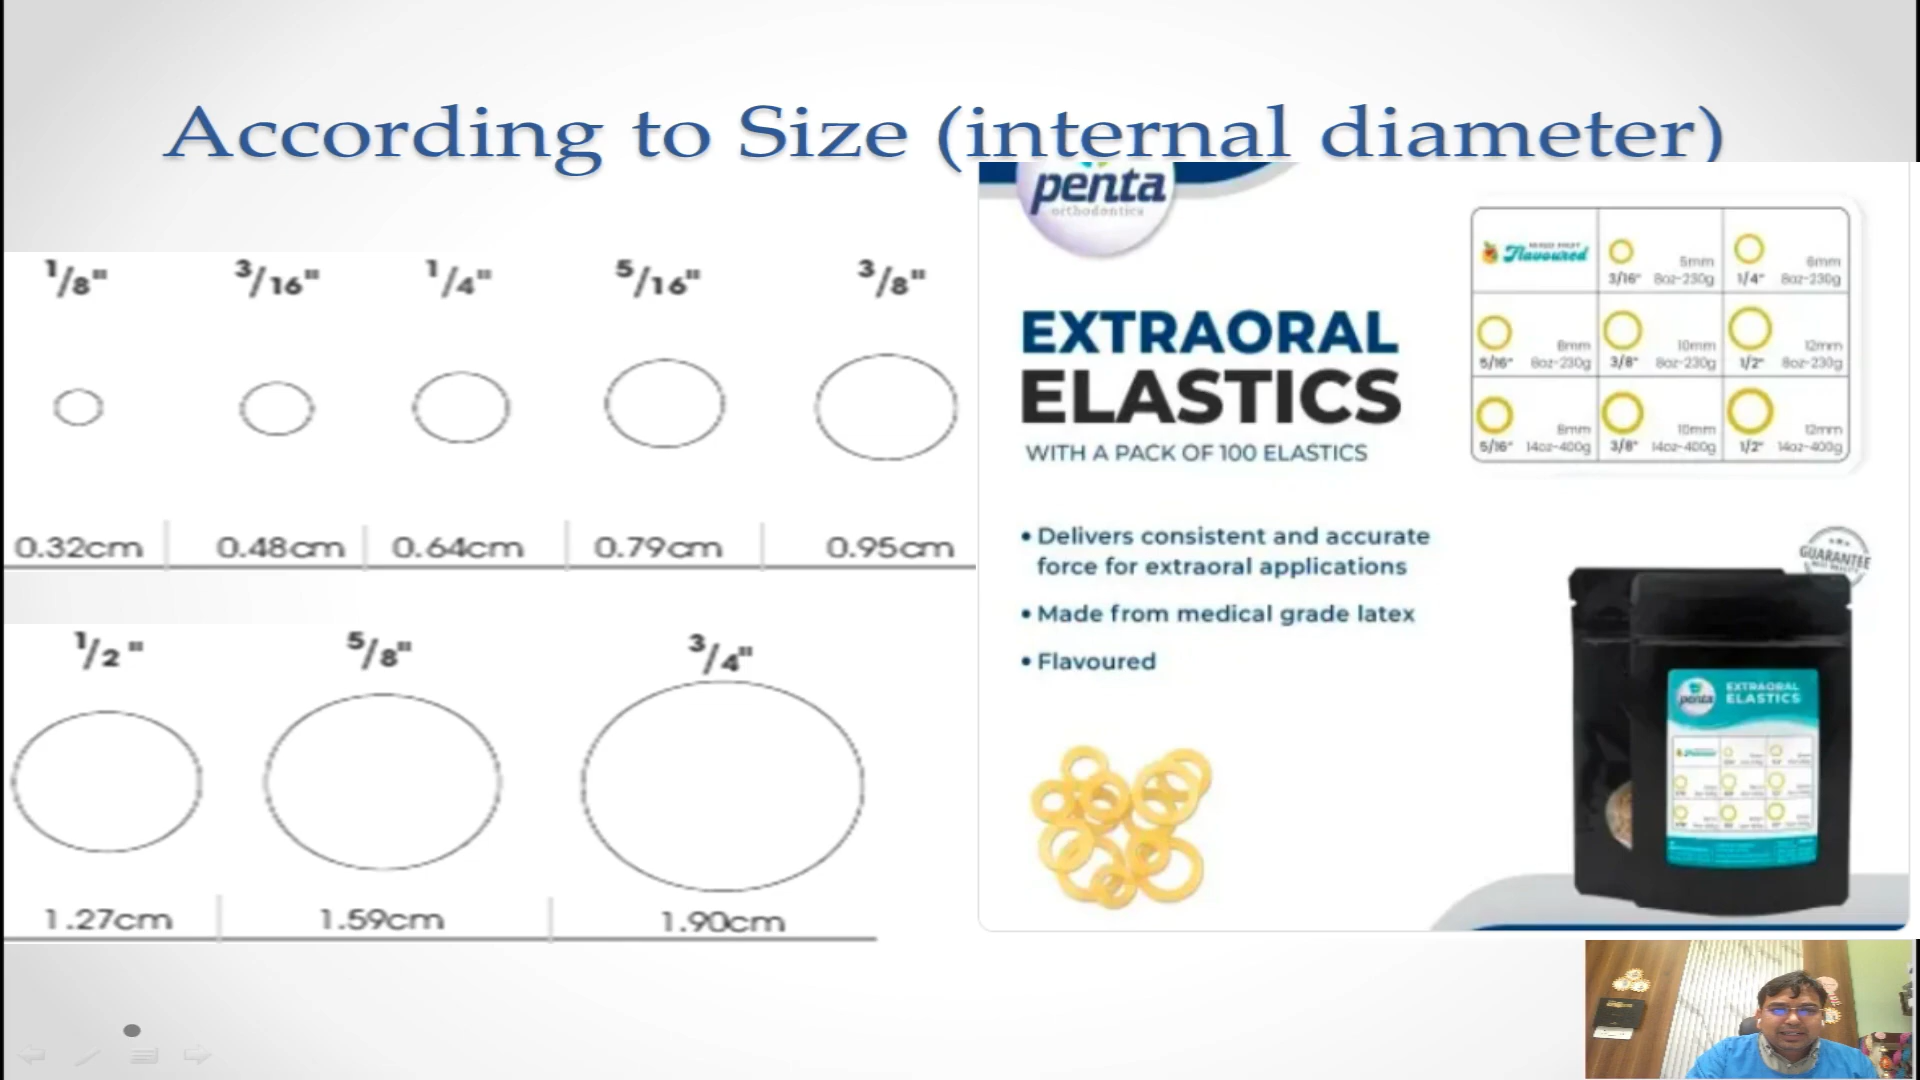 According to Size (internal diameter)
1/8" 3/16" 1/4" 5/16" 3/8"
0.32cm 0.48cm 0.64cm 0.79cm 0.95cm
1/2" 5/8" 3/4"
1.27cm 1.59cm 1.90cm
penta
orthodontics
EXTRAORAL
ELASTICS
WITH A PACK OF 100 ELASTICS
• Delivers consistent and accurate
force for extraoral applications
• Made from medical grade latex
• Flavoured
Flavoured
5mm 6mm
3/16" 8oz-230g 1/4" 8oz-230g
8mm 10mm 12mm
5/16" 8oz-230g 3/8" 8oz-230g 1/2" 8oz-230g
8mm 10mm 12mm
5/16" 14oz-400g 3/8" 14oz-400g 1/2" 14oz-400g
GUARANTEE
penta
EXTRAORAL
ELASTICS